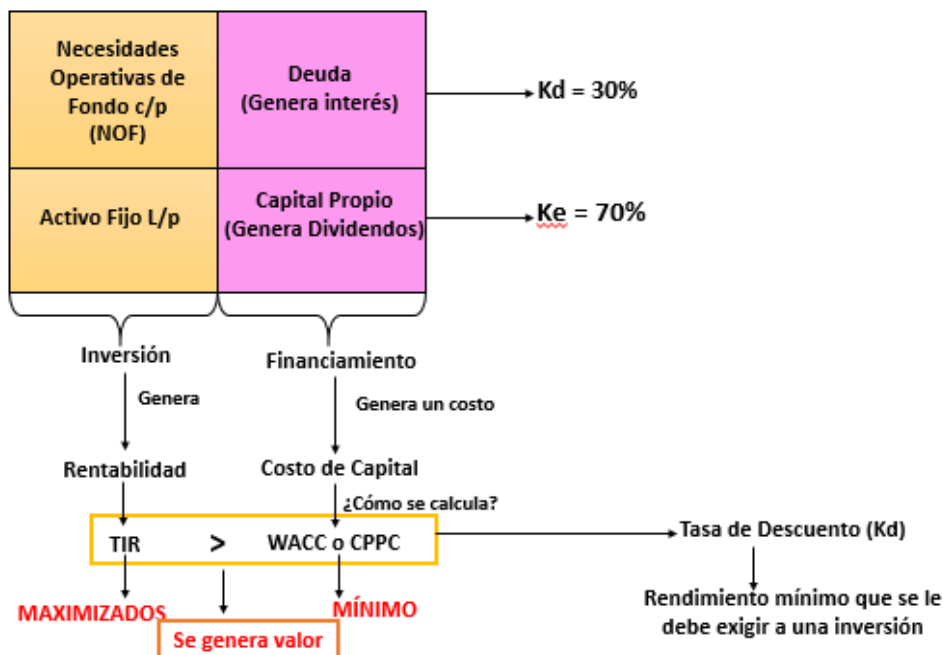 Necesidades
Operativas de
Fondo c/p
(NOF)
Deuda
(Genera interés)
Kd = 30%
Activo Fijo L/p
Capital Propio
(Genera Dividendos)
Ke = 70%
Inversión
Financiamiento
Genera
Genera un costo
Rentabilidad
Costo de Capital
¿Cómo se calcula?
TIR > WACC o CPPC
Tasa de Descuento (Kd)
MAXIMIZADOS
MÍNIMO
Se genera valor
Rendimiento mínimo que se le
debe exigir a una inversión